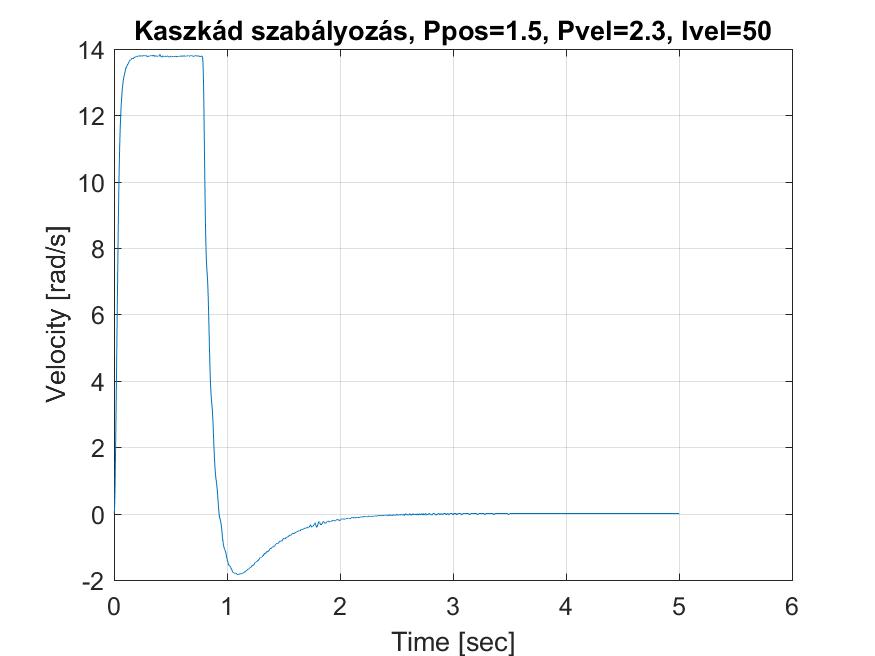 Kaszkád szabályozás, Ppos=1.5, Pvel=2.3, Ivel=50
14
12
10
8
6
4
2
0
-2
Velocity [rad/s]
0 1 2 3 4 5 6
Time [sec]